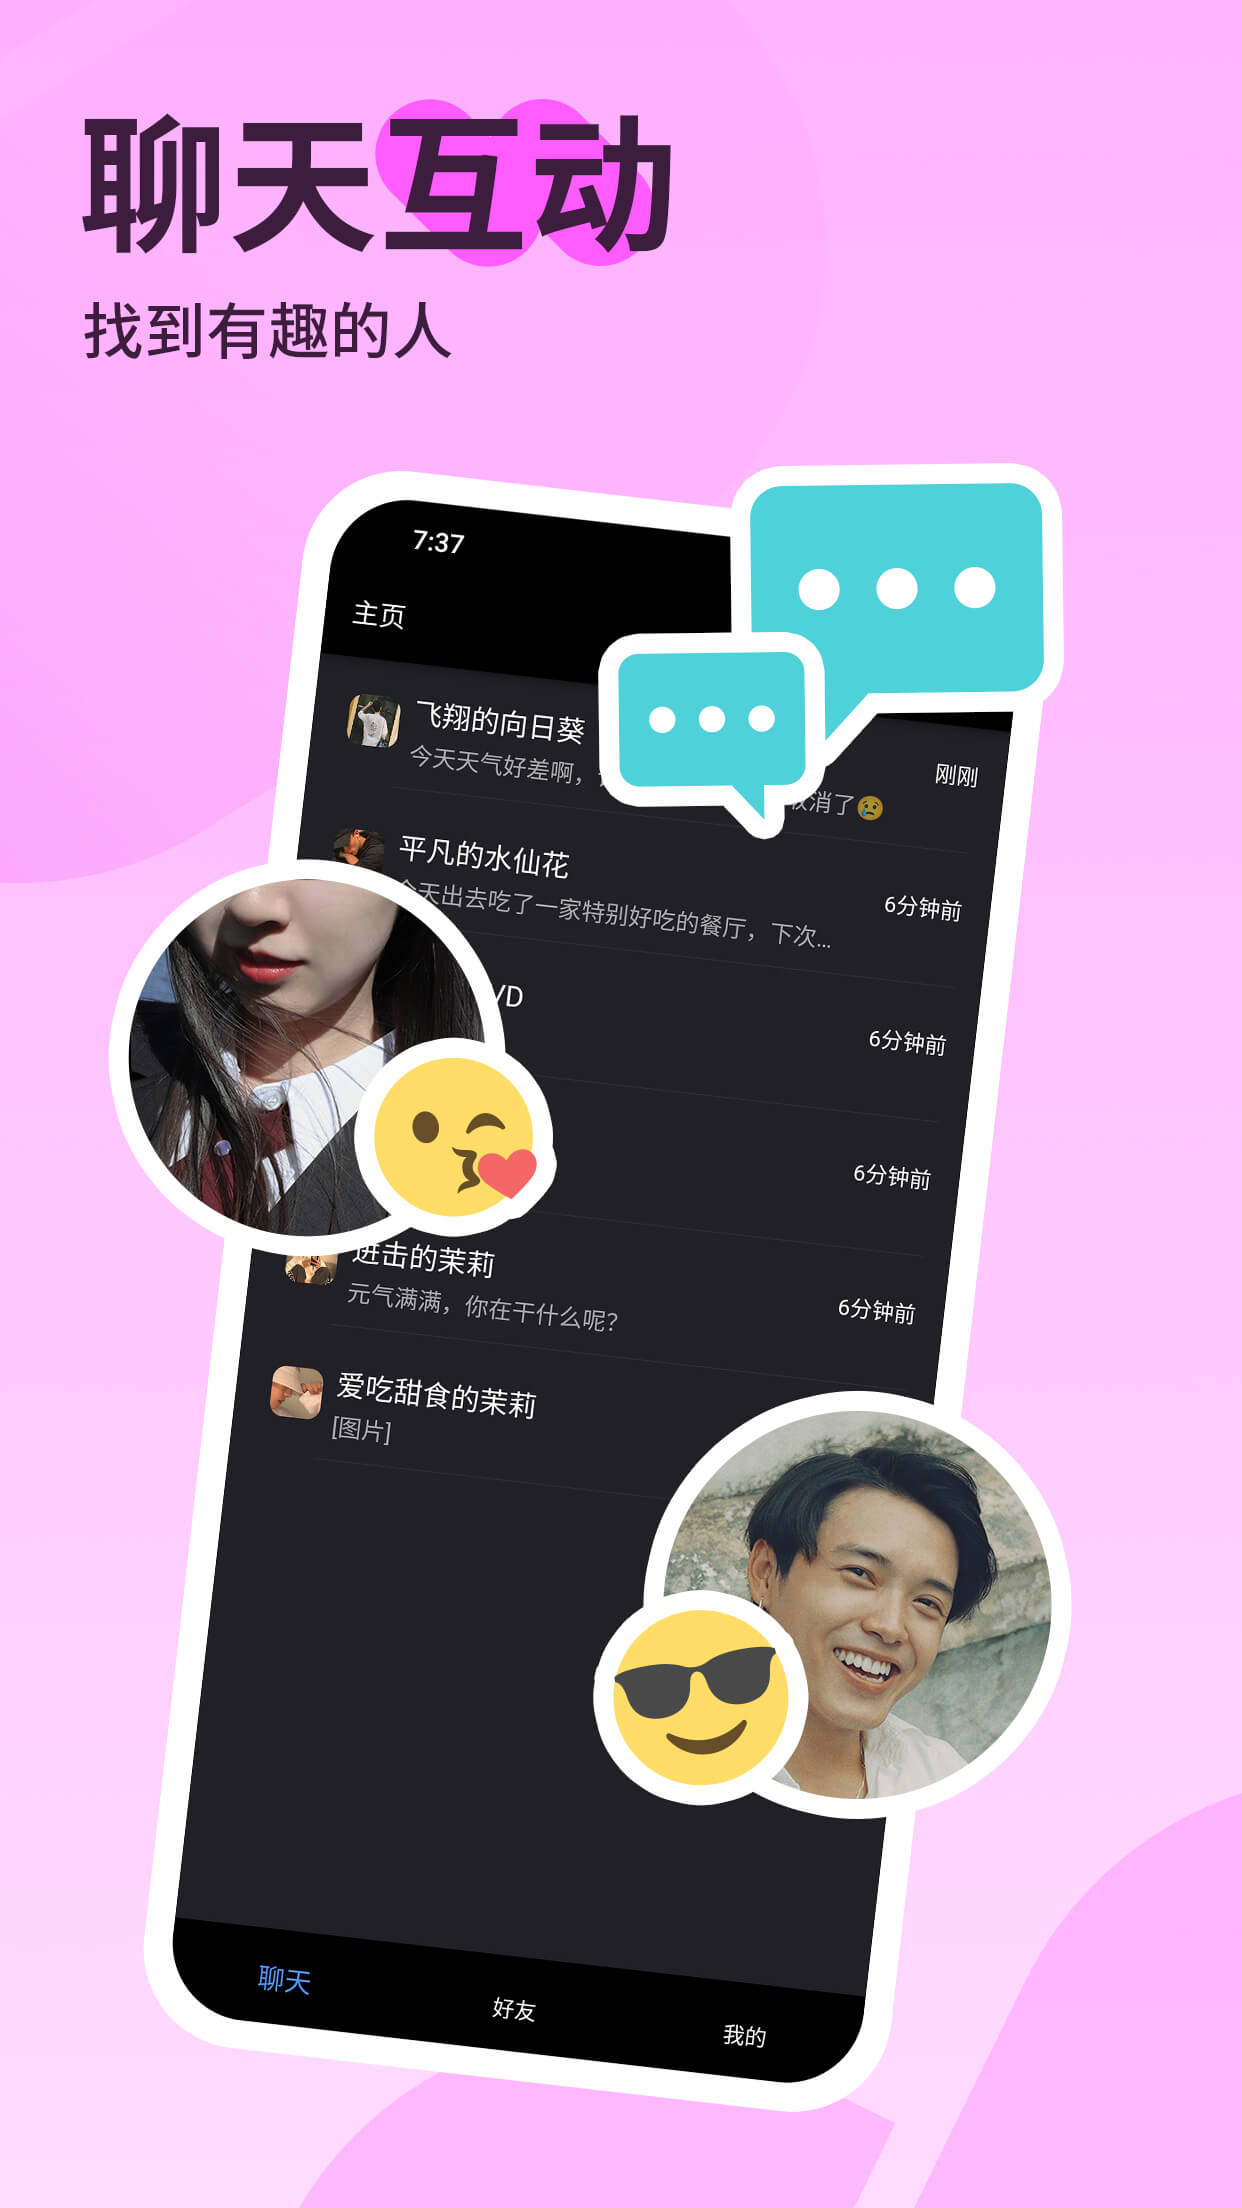 聊天互动
找到有趣的人
7:37
主页
飞翔的向日葵
刚刚
今天天气好差啊，
消了😢
平凡的水仙花
6分钟前
今天出去吃了一家特别好吃的餐厅，下次...
VD
6分钟前
6分钟前
进击的茉莉
6分钟前
元气满满，你在干什么呢？
爱吃甜食的茉莉
[图片]
聊天
好友
我的